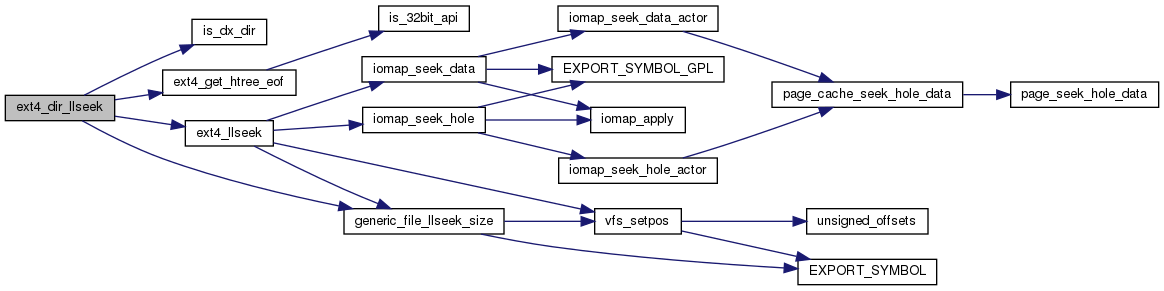 ext4_dir_llseek
is_dx_dir
ext4_get_htree_eof
is_32bit_api
ext4_llseek
iomap_seek_data
iomap_seek_hole
generic_file_llseek_size
iomap_seek_data_actor
EXPORT_SYMBOL_GPL
iomap_apply
iomap_seek_hole_actor
vfs_setpos
page_cache_seek_hole_data
page_seek_hole_data
unsigned_offsets
EXPORT_SYMBOL